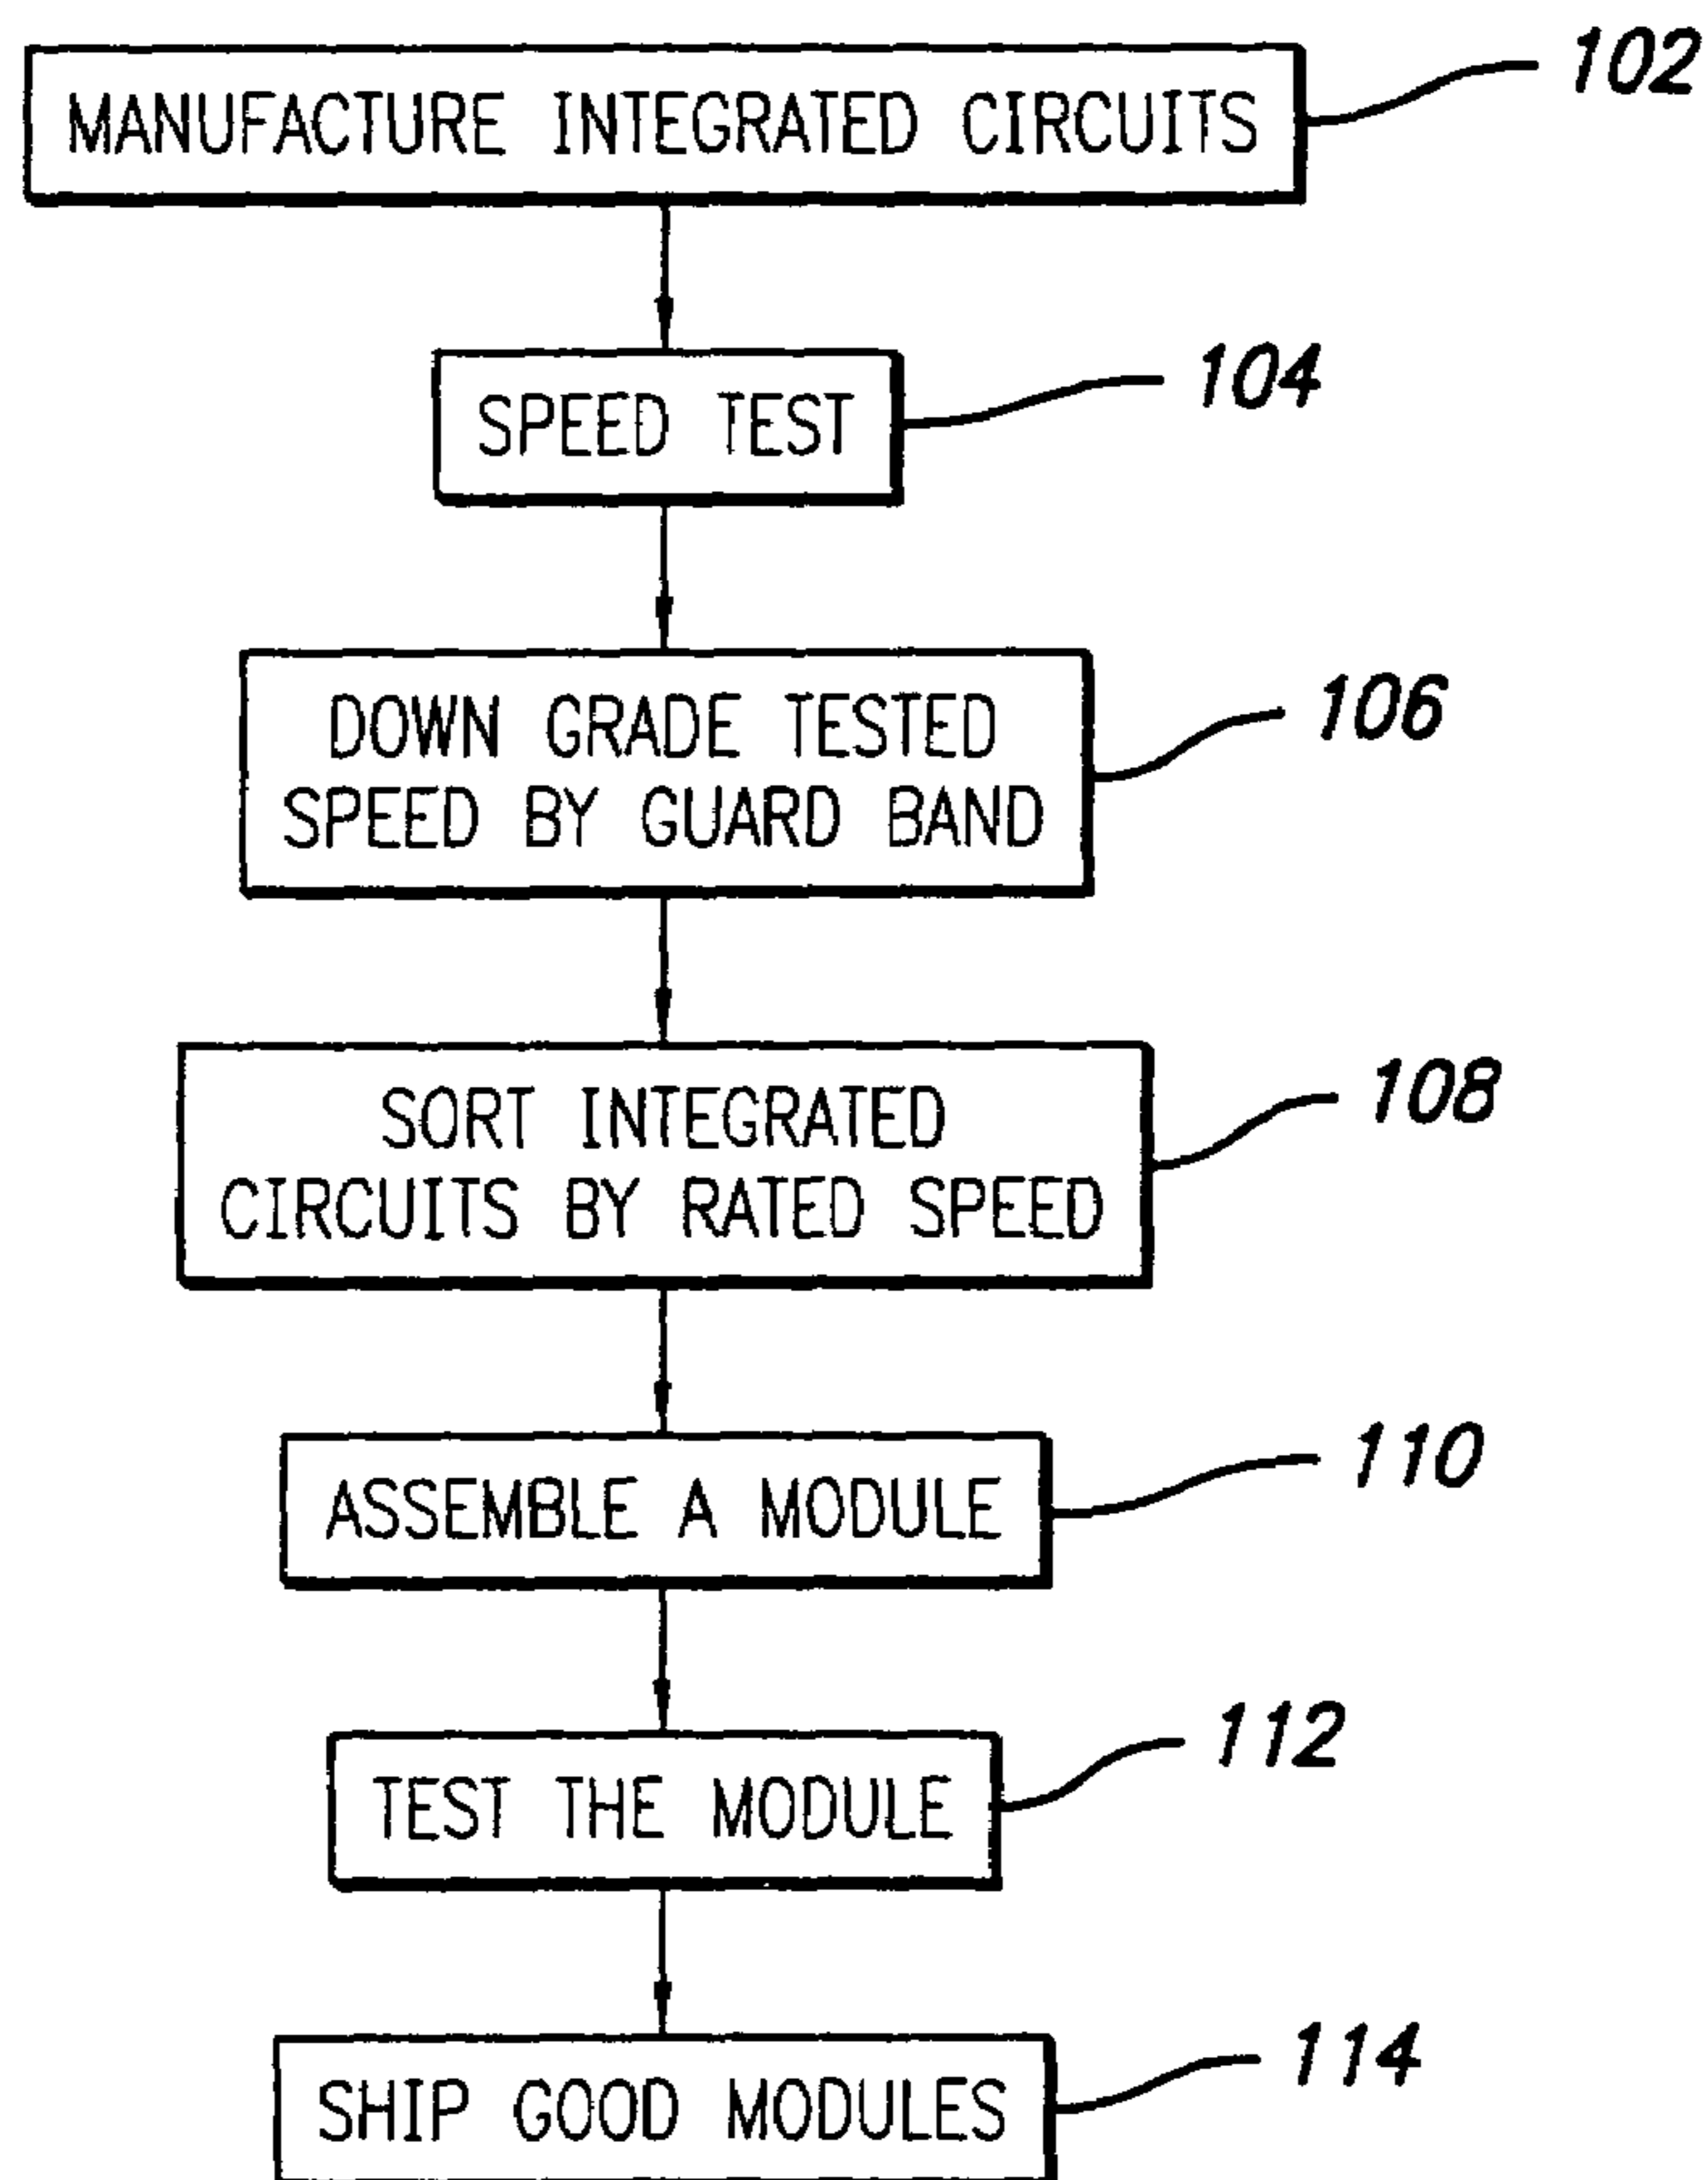 MANUFACTURE INTEGRATED CIRCUITS
102
SPEED TEST
104
DOWN GRADE TESTED
SPEED BY GUARD BAND
106
SORT INTEGRATED
CIRCUITS BY RATED SPEED
108
ASSEMBLE A MODULE
110
TEST THE MODULE
112
SHIP GOOD MODULES
114